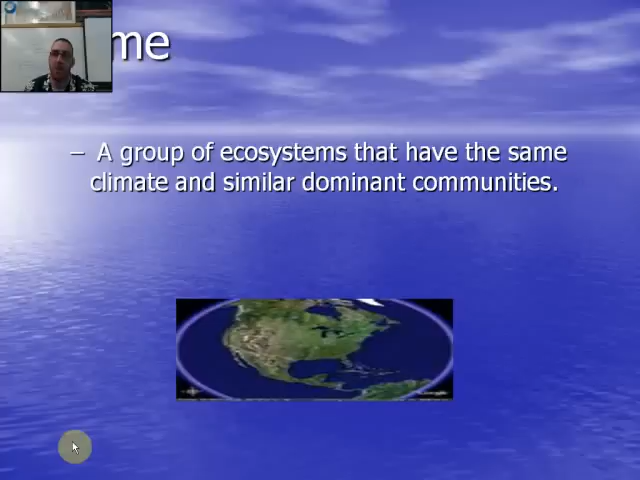 me
– A group of ecosystems that have the same
climate and similar dominant communities.